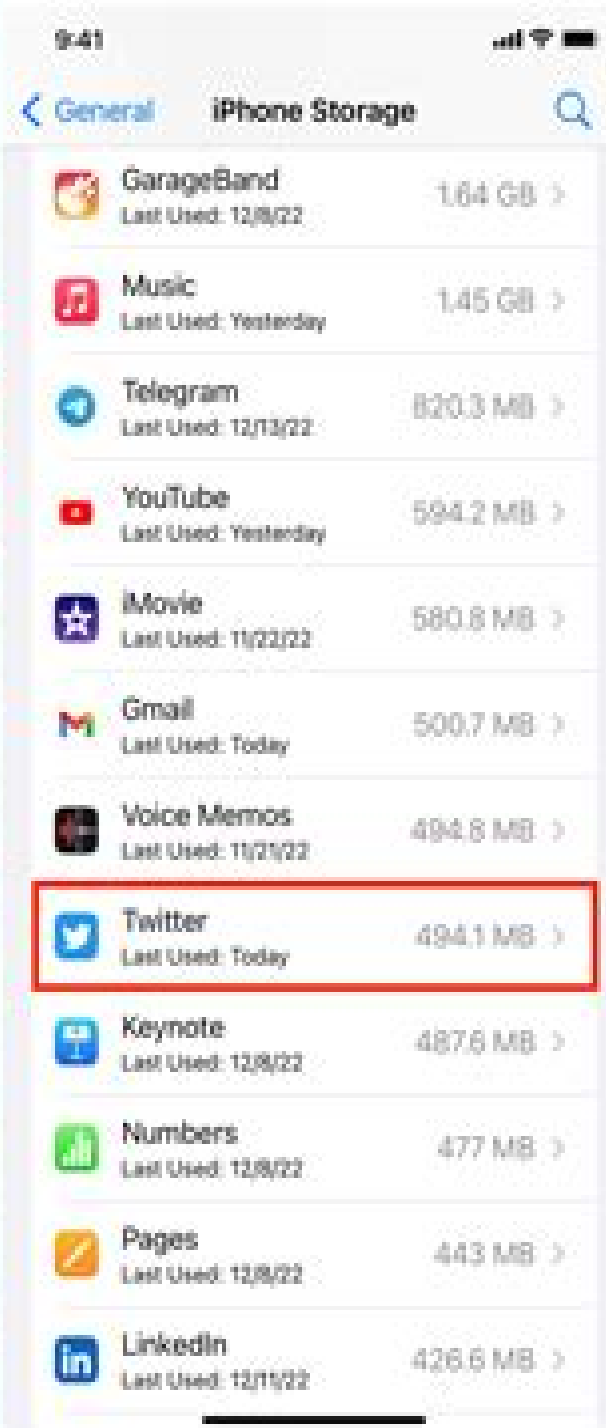 9:41
General iPhone Storage
GarageBand
Last Used: 12/8/22
1.64 GB
Music
Last Used: Yesterday
1.45 GB
Telegram
Last Used: 12/13/22
820.3 MB
YouTube
Last Used: Yesterday
594.2 MB
iMovie
Last Used: 11/22/22
580.8 MB
Gmail
Last Used: Today
500.7 MB
Voice Memos
Last Used: 11/21/22
494.8 MB
Twitter
Last Used: Today
494.1 MB
Keynote
Last Used: 12/8/22
487.6 MB
Numbers
Last Used: 12/8/22
477 MB
Pages
Last Used: 12/8/22
443 MB
LinkedIn
Last Used: 12/11/22
426.6 MB